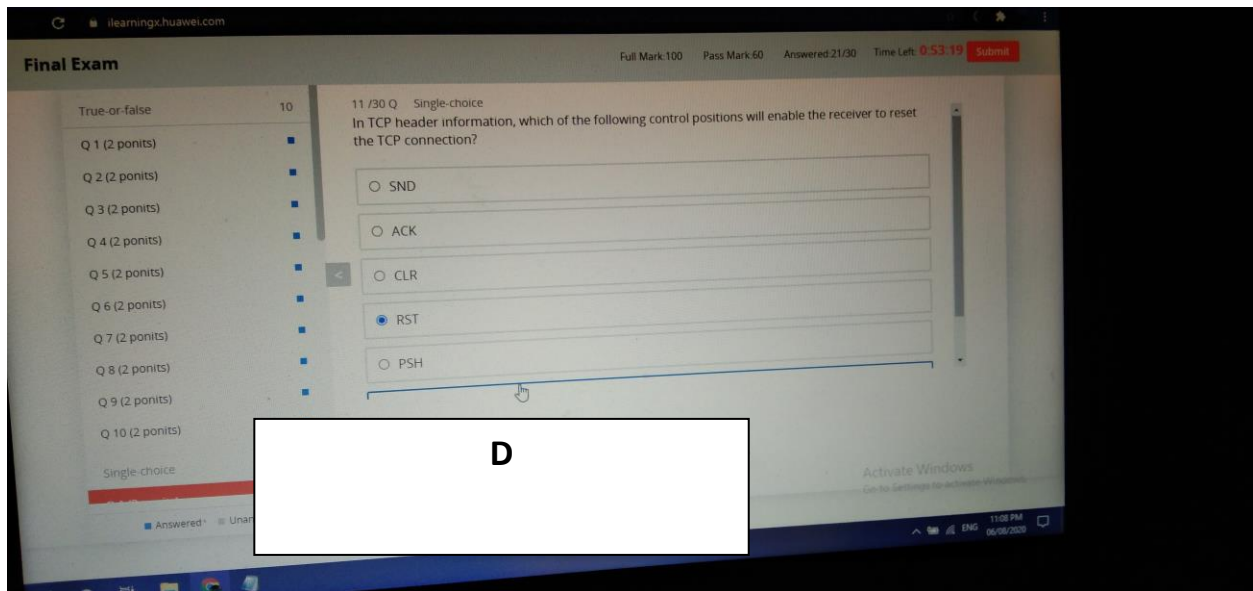 ilearningx.huawei.com
Final Exam
Full Mark:100 Pass Mark:60 Answered:21/30 Time Left: 0:53:19 Submit
True-or-false 10
Q 1 (2 ponits)
Q 2 (2 ponits)
Q 3 (2 ponits)
Q 4 (2 ponits)
Q 5 (2 ponits)
Q 6 (2 ponits)
Q 7 (2 ponits)
Q 8 (2 ponits)
Q 9 (2 ponits)
Q 10 (2 ponits)
Single-choice
Answered
11 /30 Q Single-choice
In TCP header information, which of the following control positions will enable the receiver to reset
the TCP connection?
SND
ACK
CLR
< 
RST
PSH
D
Activate Windows
Go to Settings to activate Windows.
ENG
11:08 PM
06/08/2020